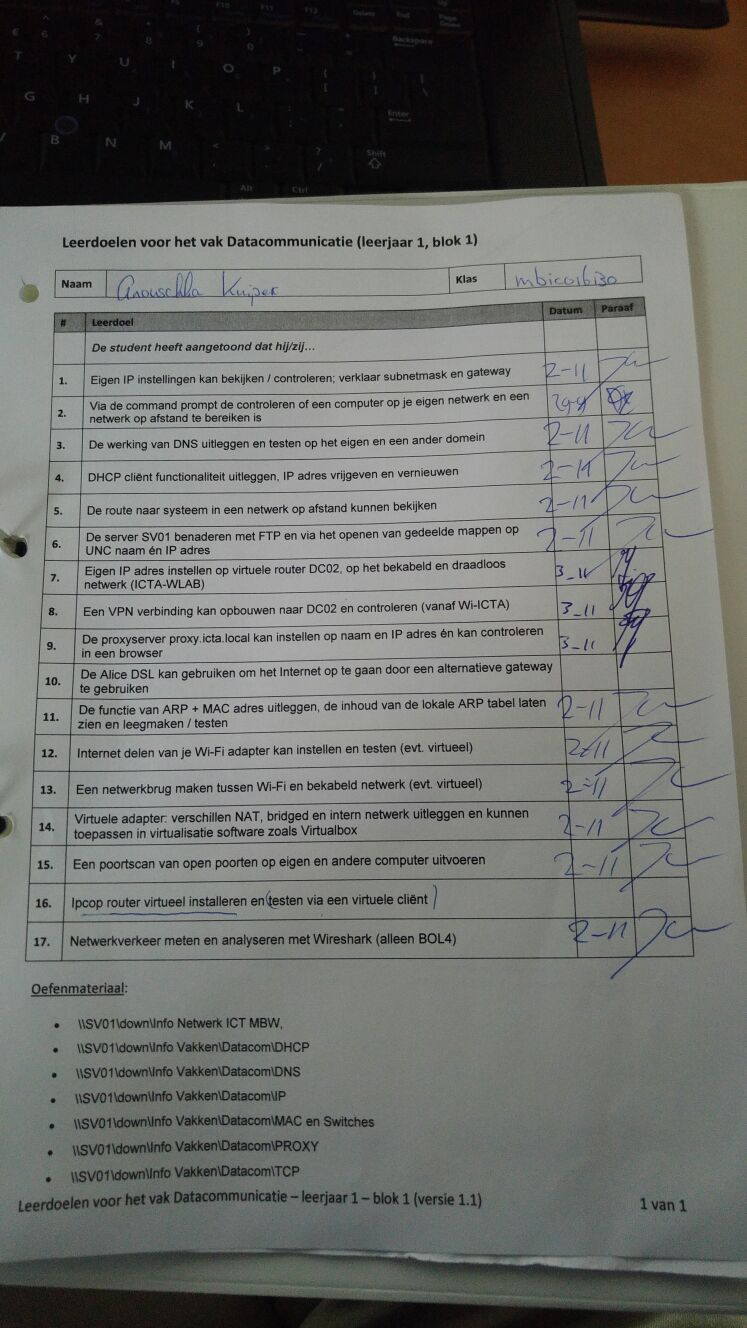 Leerdoelen voor het vak Datacommunicatie (leerjaar 1, blok 1)
Naam Anouschka Kuiper Klas mbico16130
# Leerdoel Datum Paraaf
De student heeft aangetoond dat hij/zij...
1. Eigen IP instellingen kan bekijken / controleren; verklaar subnetmask en gateway 2-11
2. Via de command prompt de controleren of een computer op je eigen netwerk en een
netwerk op afstand te bereiken is
3. De werking van DNS uitleggen en testen op het eigen en een ander domein 2-11
4. DHCP cliënt functionaliteit uitleggen, IP adres vrijgeven en vernieuwen 2-11
5. De route naar systeem in een netwerk op afstand kunnen bekijken 2-11
6. De server SV01 benaderen met FTP en via het openen van gedeelde mappen op
UNC naam én IP adres 2-11
7. Eigen IP adres instellen op virtuele router DC02, op het bekabeld en draadloos
netwerk (ICTA-WLAB) 3-11
8. Een VPN verbinding kan opbouwen naar DC02 en controleren (vanaf Wi-ICTA) 3-11
9. De proxyserver proxy.icta.local kan instellen op naam en IP adres én kan controleren
in een browser 3-11
10. De Alice DSL kan gebruiken om het Internet op te gaan door een alternatieve gateway
te gebruiken
11. De functie van ARP + MAC adres uitleggen, de inhoud van de lokale ARP tabel laten
zien en leegmaken / testen 2-11
12. Internet delen van je Wi-Fi adapter kan instellen en testen (evt. virtueel) 2-11
13. Een netwerkbrug maken tussen Wi-Fi en bekabeld netwerk (evt. virtueel) 2-11
14. Virtuele adapter: verschillen NAT, bridged en intern netwerk uitleggen en kunnen
toepassen in virtualisatie software zoals Virtualbox 2-11
15. Een poortscan van open poorten op eigen en andere computer uitvoeren 2-11
16. Ipcop router virtueel installeren en (testen via een virtuele cliënt)
17. Netwerkverkeer meten en analyseren met Wireshark (alleen BOL4) 2-11
Oefenmateriaal:
• \\SV01\down\Info Netwerk ICT MBW,
• \\SV01\down\Info Vakken\Datacom\DHCP
• \\SV01\down\Info Vakken\Datacom\DNS
• \\SV01\down\Info Vakken\Datacom\IP
• \\SV01\down\Info Vakken\Datacom\MAC en Switches
• \\SV01\down\Info Vakken\Datacom\PROXY
• \\SV01\down\Info Vakken\Datacom\TCP
Leerdoelen voor het vak Datacommunicatie – leerjaar 1 – blok 1 (versie 1.1) 1 van 1